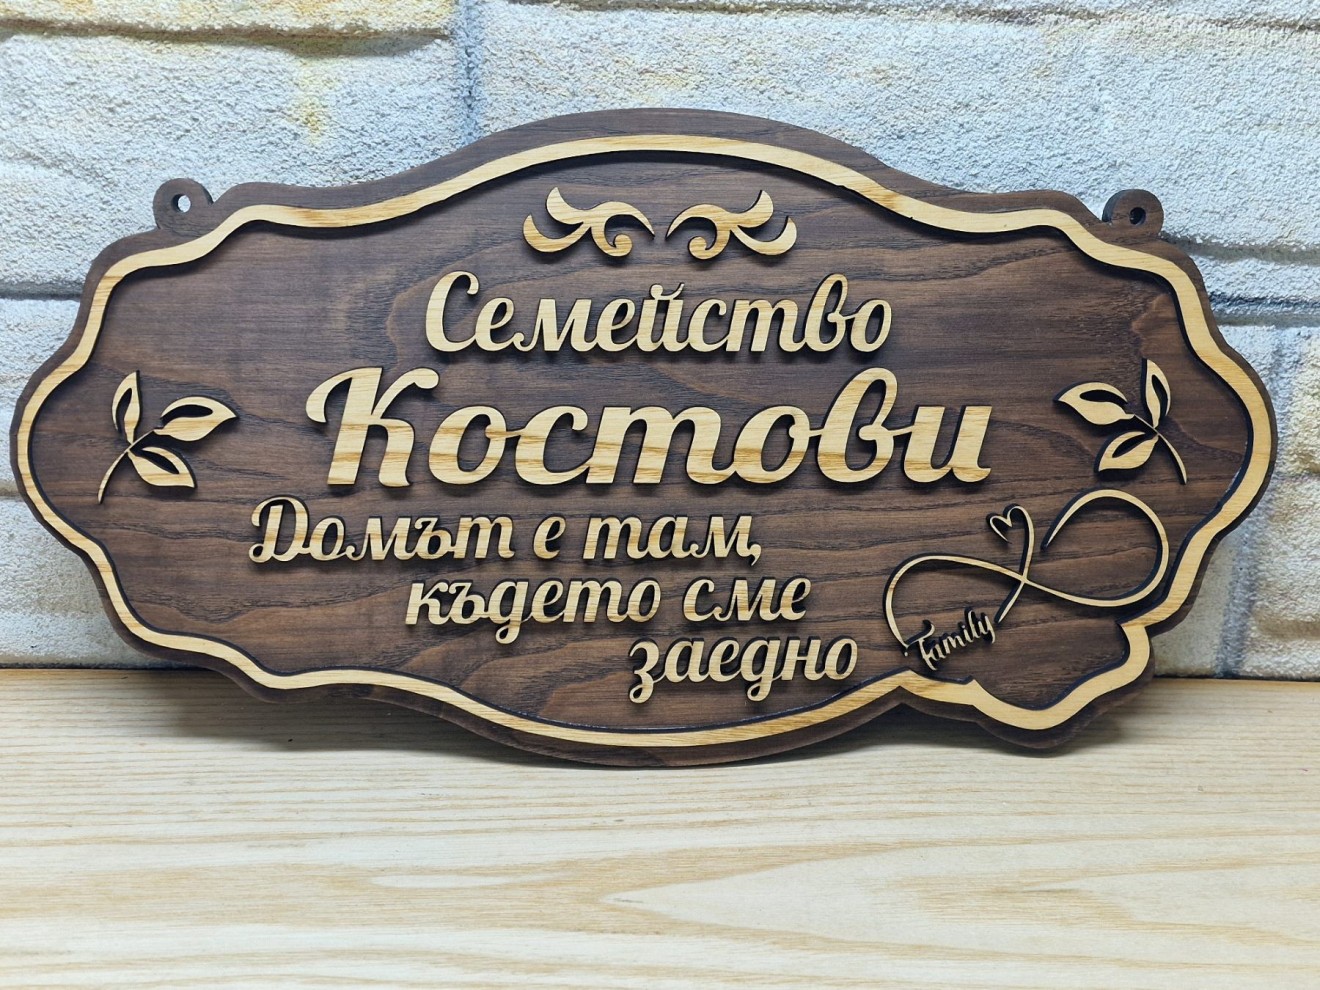 Семейство
Костови
Домът е там,
където сме
заедно
Family